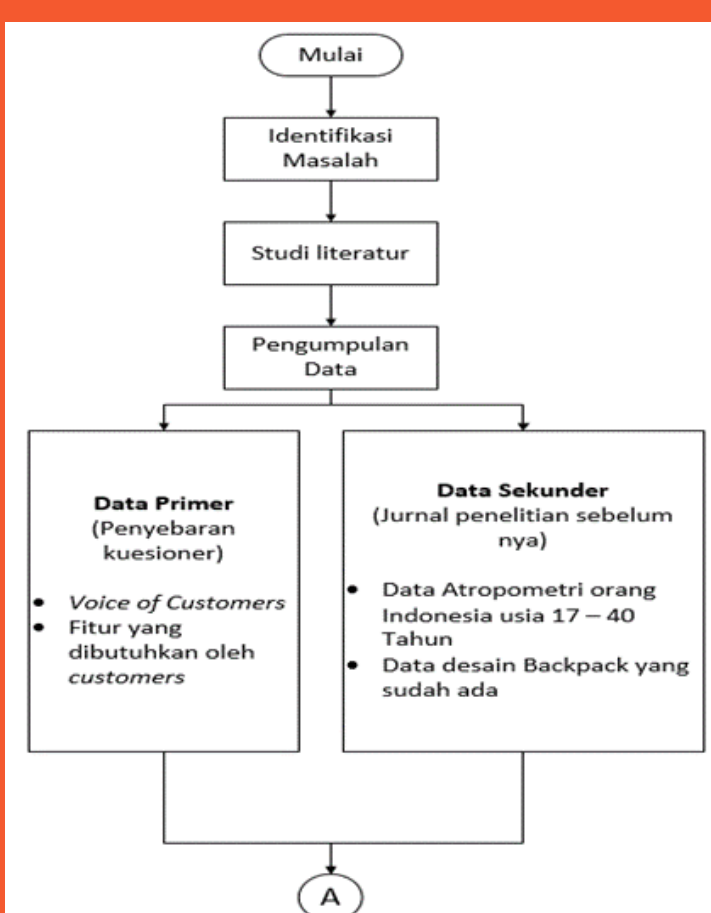 Mulai
Identifikasi
Masalah
Studi literatur
Pengumpulan
Data
Data Primer
(Penyebaran
kuesioner)
• Voice of Customers
• Fitur yang
dibutuhkan oleh
customers
Data Sekunder
(Jurnal penelitian sebelum
nya)
• Data Atropometri orang
Indonesia usia 17 – 40
Tahun
• Data desain Backpack yang
sudah ada
A